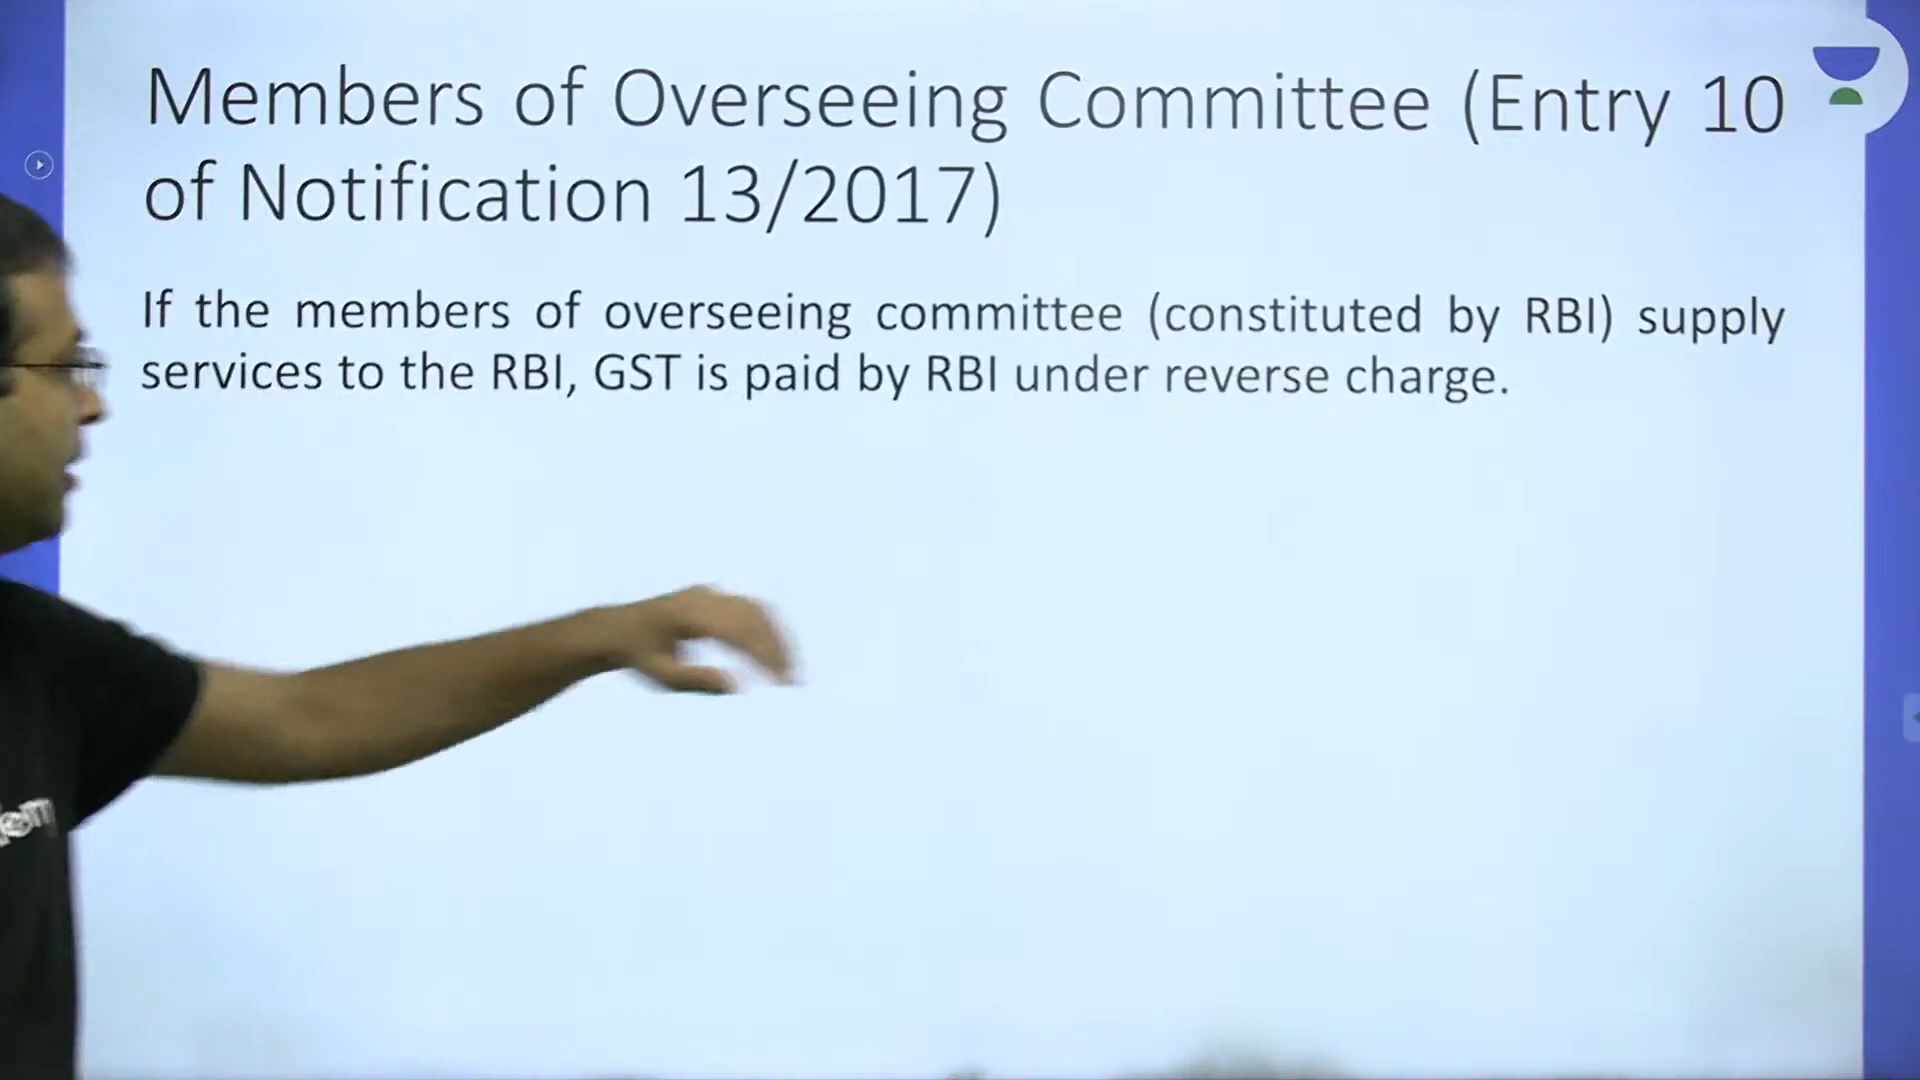 Members of Overseeing Committee (Entry 10
of Notification 13/2017)
If the members of overseeing committee (constituted by RBI) supply
services to the RBI, GST is paid by RBI under reverse charge.